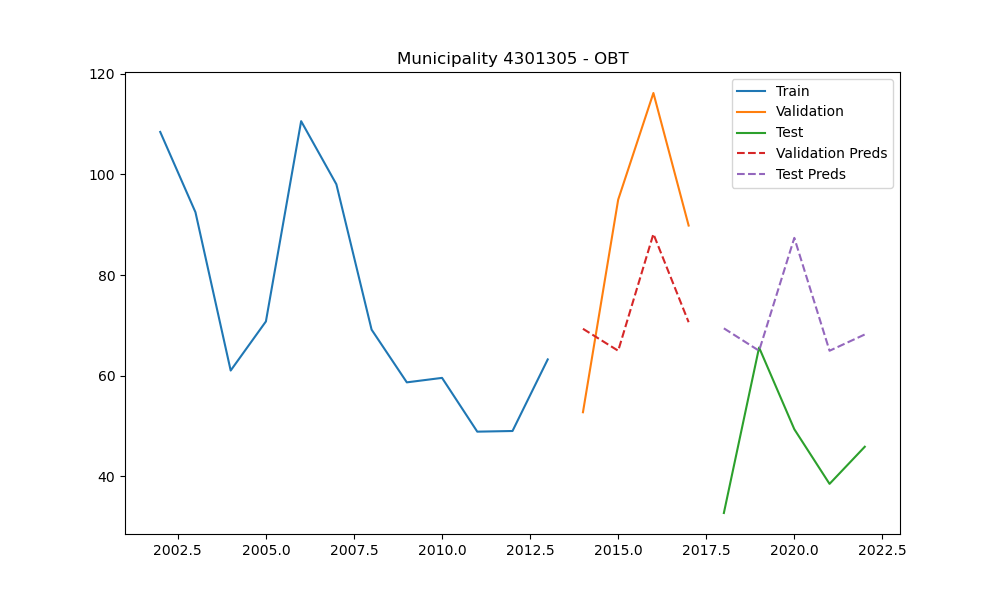 Municipality 4301305 - OBT
120
100
80
60
40
Train
Validation
Test
Validation Preds
Test Preds
2002.5 2005.0 2007.5 2010.0 2012.5 2015.0 2017.5 2020.0 2022.5